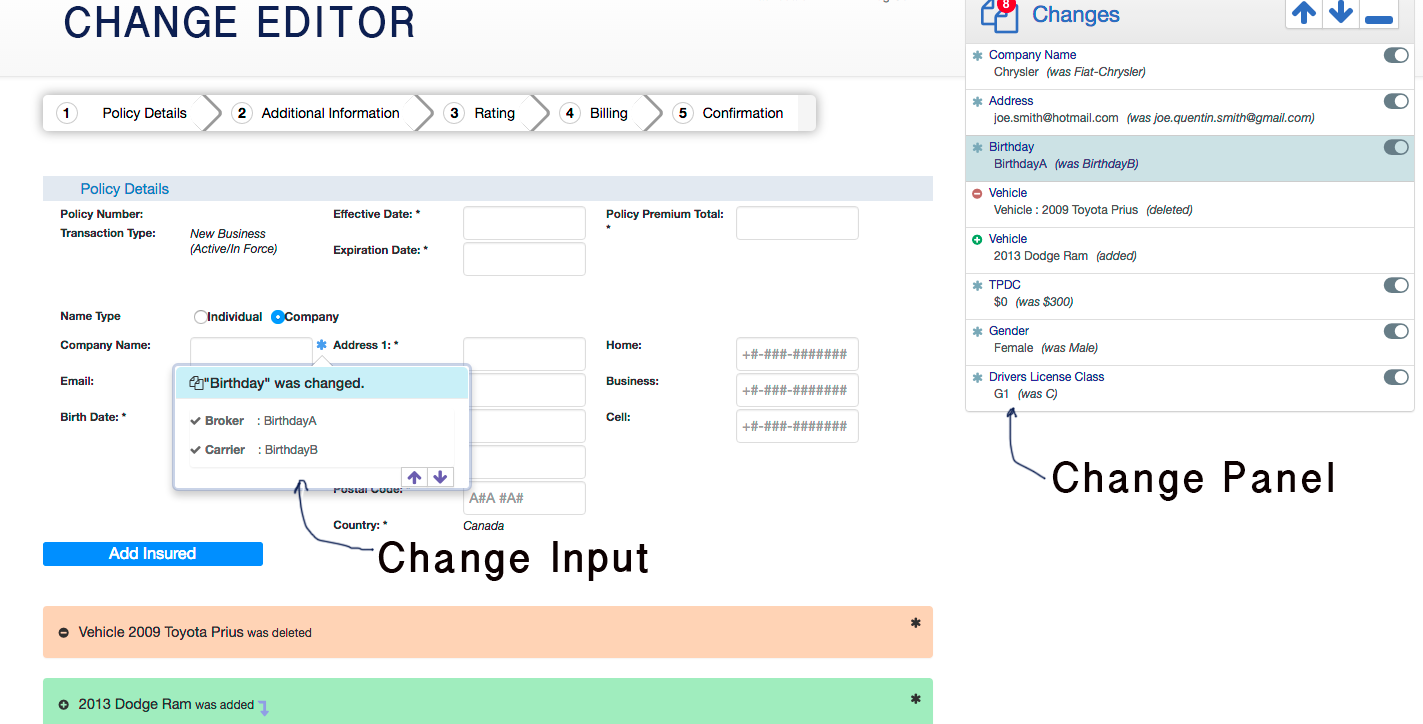 CHANGE EDITOR
8
Changes
Company Name
Chrysler (was Fiat-Chrysler)
Address
joe.smith@hotmail.com (was joe.quentin.smith@gmail.com)
Birthday
BirthdayA (was BirthdayB)
Vehicle
Vehicle : 2009 Toyota Prius (deleted)
Vehicle
2013 Dodge Ram (added)
TPDC
$0 (was $300)
Gender
Female (was Male)
Drivers License Class
G1 (was C)
Change Panel
1 Policy Details 2 Additional Information 3 Rating 4 Billing 5 Confirmation
Policy Details
Policy Number: Effective Date: * Policy Premium Total: *
Transaction Type: New Business
(Active/In Force) Expiration Date: *
Name Type Individual Company
Company Name: Address 1: * Home: +#-###-#######
Email: Business: +#-###-#######
Birth Date: * Cell: +#-###-#######
"Birthday" was changed.
Broker : BirthdayA
Carrier : BirthdayB
Postal Code: A#A #A#
Country: * Canada
Change Input
Add Insured
Vehicle 2009 Toyota Prius was deleted *
2013 Dodge Ram was added *